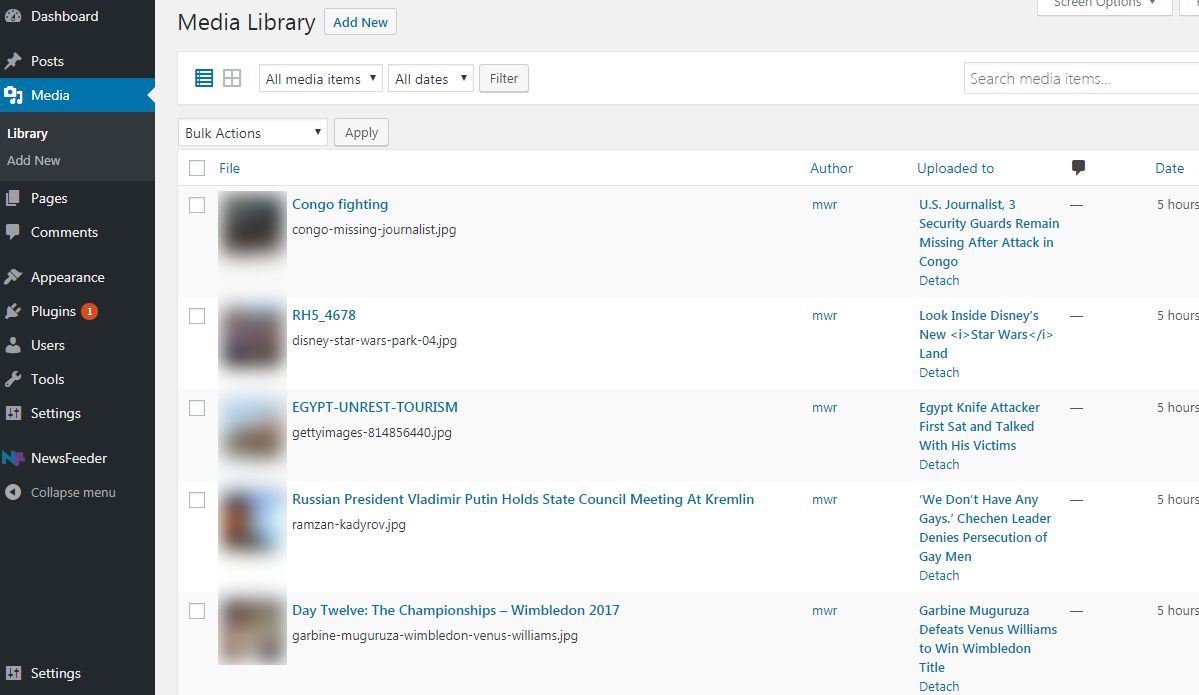 Dashboard
Posts
Media
Library
Add New
Pages
Comments
Appearance
Plugins 1
Users
Tools
Settings
NewsFeeder
Collapse menu
Settings
Media Library Add New
Screen Options
All media items All dates Filter
Search media items...
Bulk Actions Apply
File Author Uploaded to Date
Congo fighting
congo-missing-journalist.jpg
mwr
U.S. Journalist, 3
Security Guards Remain
Missing After Attack in
Congo
Detach
—
5 hours
RH5_4678
disney-star-wars-park-04.jpg
mwr
Look Inside Disney’s
New <i>Star Wars</i>
Land
Detach
—
5 hours
EGYPT-UNREST-TOURISM
gettyimages-814856440.jpg
mwr
Egypt Knife Attacker
First Sat and Talked
With His Victims
Detach
—
5 hours
Russian President Vladimir Putin Holds State Council Meeting At Kremlin
ramzan-kadyrov.jpg
mwr
‘We Don’t Have Any
Gays.’ Chechen Leader
Denies Persecution of
Gay Men
Detach
—
5 hours
Day Twelve: The Championships – Wimbledon 2017
garbine-muguruza-wimbledon-venus-williams.jpg
mwr
Garbine Muguruza
Defeats Venus Williams
to Win Wimbledon
Title
Detach
—
5 hours